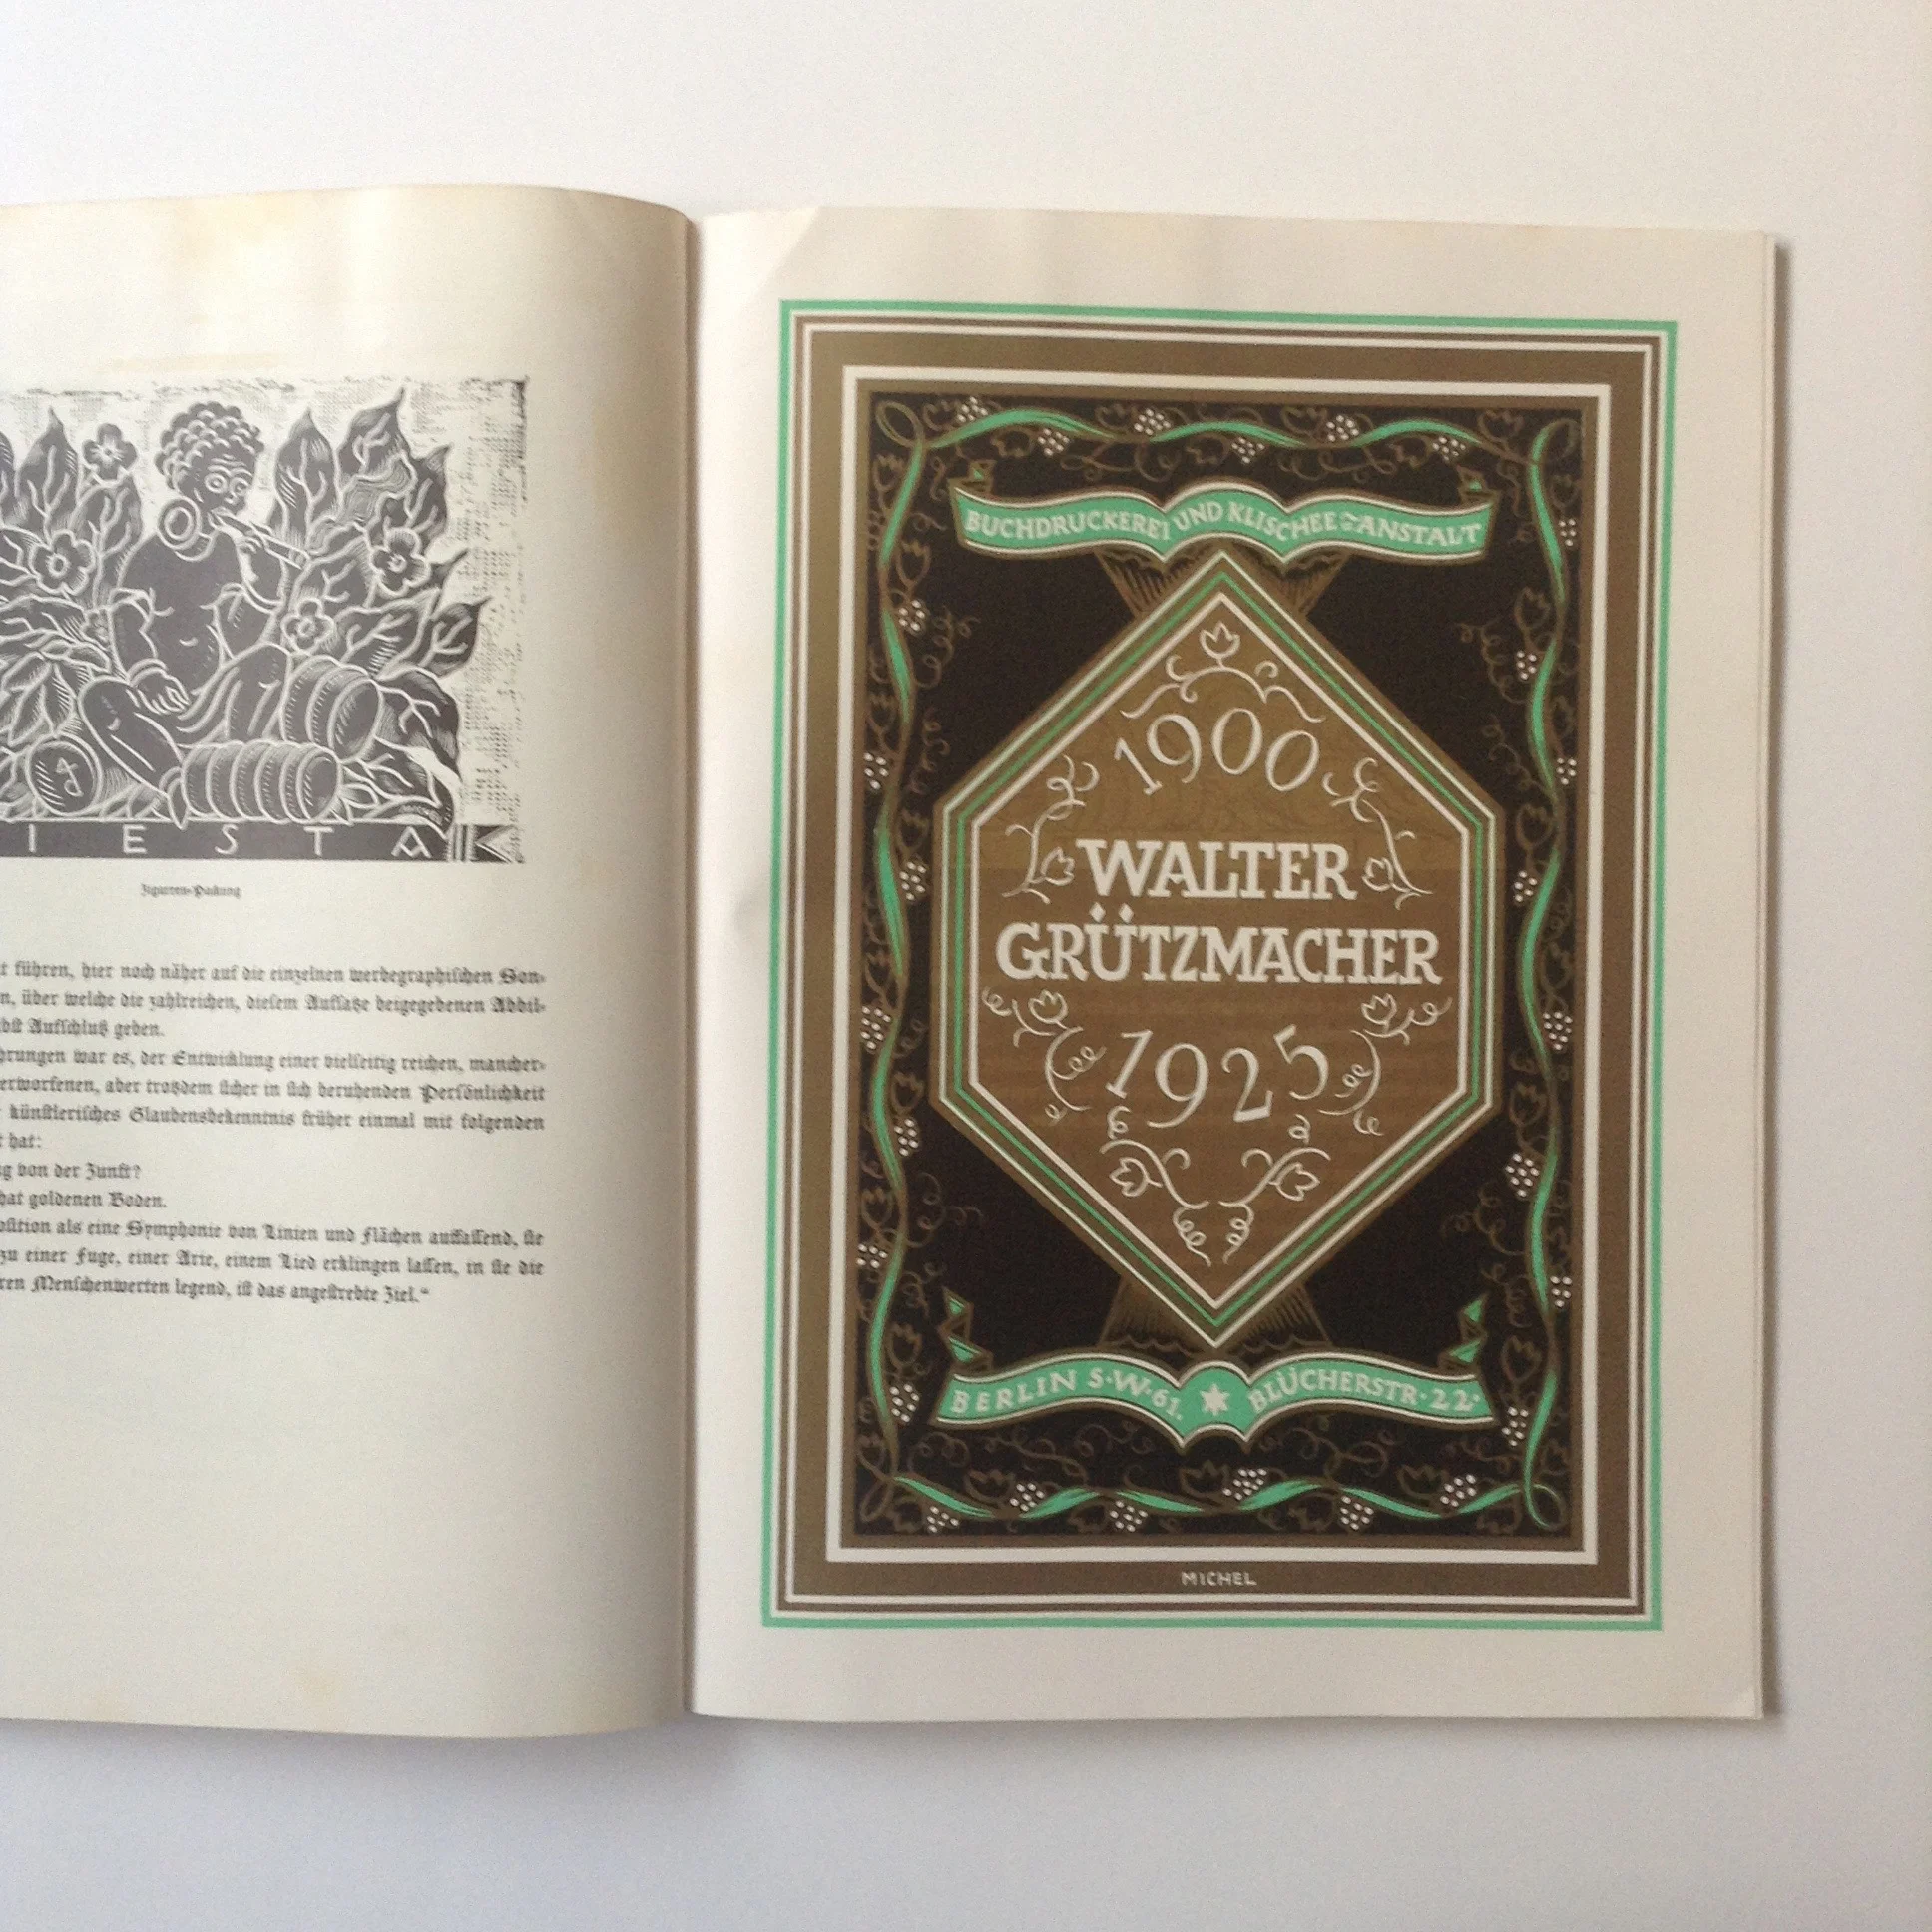 MICHEL
IESTA
Figuren-Packung
t führen, hier noch näher auf die einzelnen werbegraphischen Son-
n, über welche die zahlreichen, diesem Aufsatze beigegebenen Abbil-
bst Aufschluß geben.
hrungen war es, der Entwicklung einer vielseitig reichen, mancher-
erworfenen, aber trotzdem sicher in sich beruhenden Persönlichkeit
künstlerisches Glaubensbekenntnis früher einmal mit folgenden
t hat:
g von der Zunft?
hat goldenen Boden.
osition als eine Symphonie von Linien und Flächen auffassend, sie
zu einer Fuge, einer Arie, einem Lied erklingen lassen, in sie die
ren Menschenwerten legend, ist das angestrebte Ziel.“
BUCHDRUCKEREI UND KLISCHEE=ANSTALT
1900
WALTER
GRÜTZMACHER
1925
BERLIN S·W·61. BLÜCHERSTR·22·
MICHEL